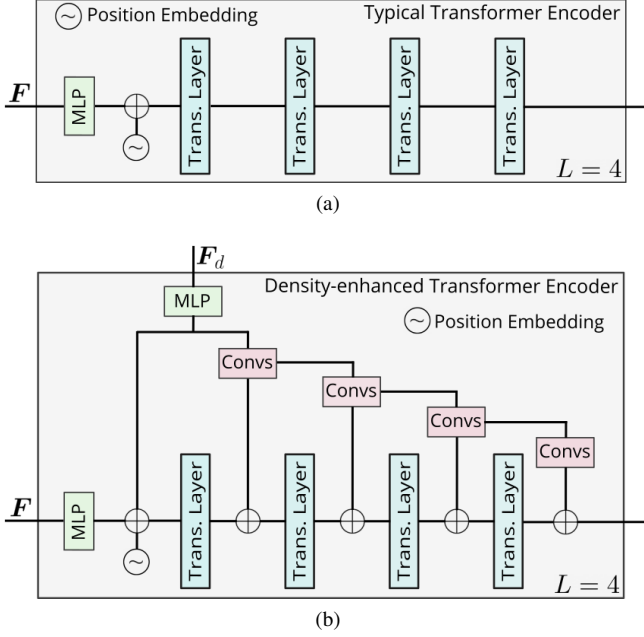 ~ Position Embedding
Typical Transformer Encoder
F
MLP
~
Trans. Layer
Trans. Layer
Trans. Layer
Trans. Layer
L = 4
(a)
F_d
MLP
Density-enhanced Transformer Encoder
~ Position Embedding
Convs
Convs
Convs
Convs
F
MLP
~
Trans. Layer
Trans. Layer
Trans. Layer
Trans. Layer
L = 4
(b)